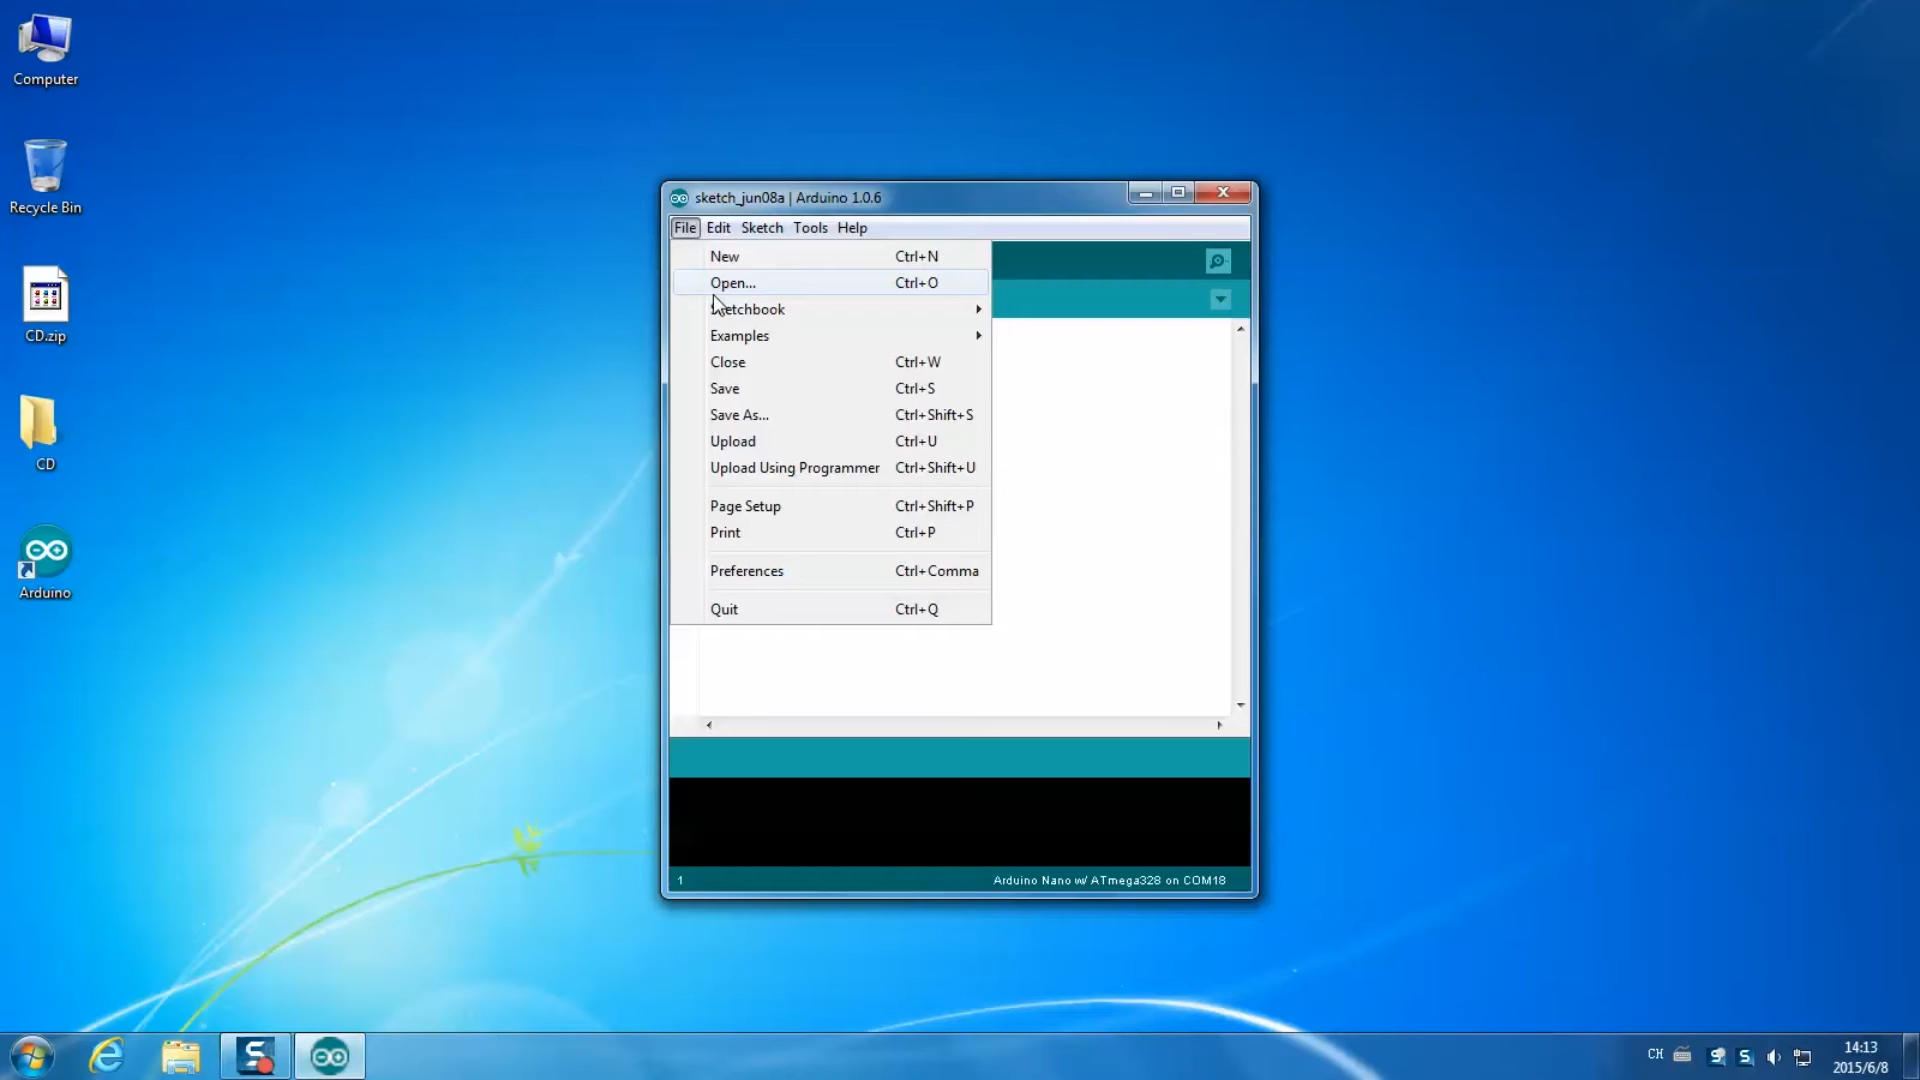 Computer
Recycle Bin
CD.zip
CD
Arduino
sketch_jun08a | Arduino 1.0.6
File Edit Sketch Tools Help
New Ctrl+N
Open... Ctrl+O
Sketchbook
Examples
Close Ctrl+W
Save Ctrl+S
Save As... Ctrl+Shift+S
Upload Ctrl+U
Upload Using Programmer Ctrl+Shift+U
Page Setup Ctrl+Shift+P
Print Ctrl+P
Preferences Ctrl+Comma
Quit Ctrl+Q
1 Arduino Nano w/ ATmega328 on COM18
CH
14:13
2015/6/8